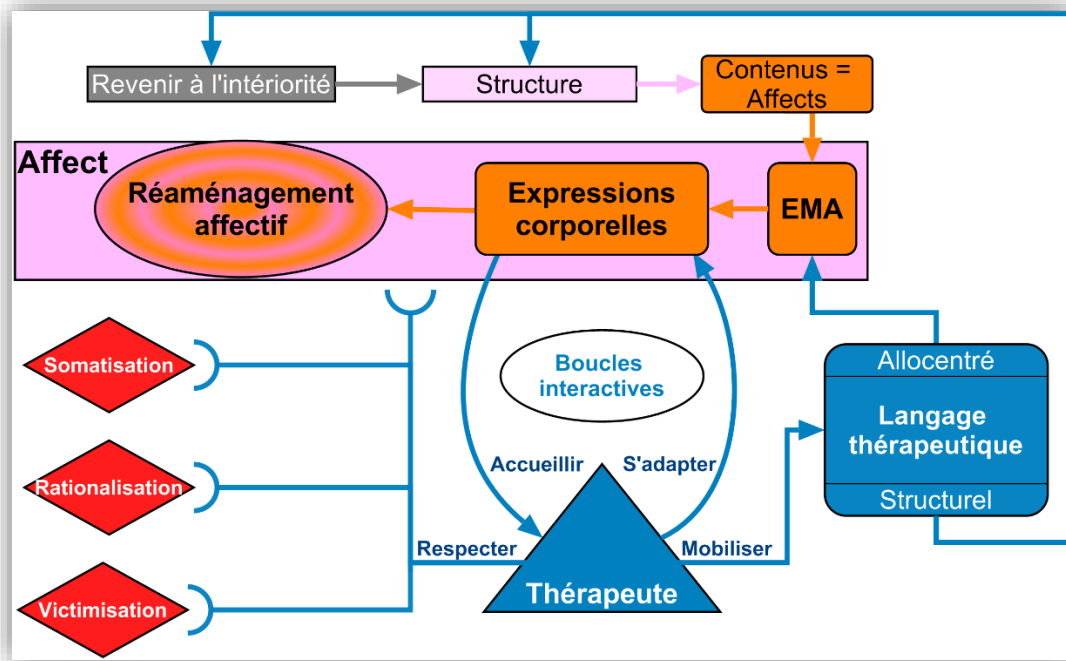 Revenir à l'intériorité
Structure
Contenus =
Affects
Affect
Réaménagement
affectif
Expressions
corporelles
EMA
Somatisation
Boucles
interactives
Allocentré
Langage
thérapeutique
Structurel
Accueillir
S'adapter
Rationalisation
Respecter
Mobiliser
Thérapeute
Victimisation